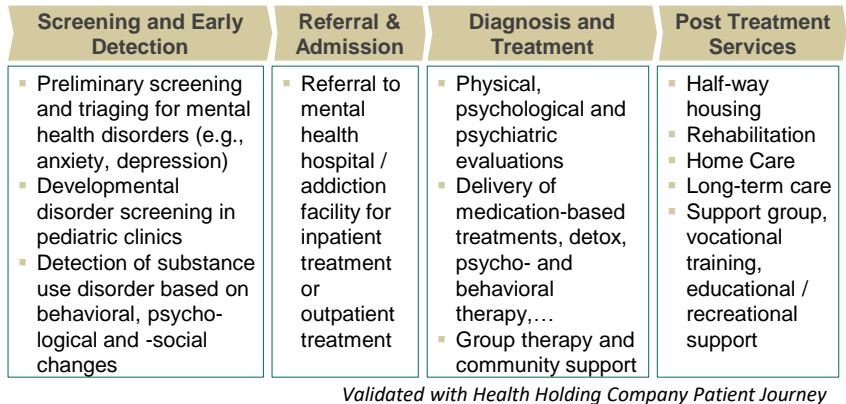 Screening and Early
Detection
▪ Preliminary screening
and triaging for mental
health disorders (e.g.,
anxiety, depression)
▪ Developmental
disorder screening in
pediatric clinics
▪ Detection of substance
use disorder based on
behavioral, psycho-
logical and -social
changes
Referral &
Admission
▪ Referral to
mental
health
hospital /
addiction
facility for
inpatient
treatment
or
outpatient
treatment
Diagnosis and
Treatment
▪ Physical,
psychological and
psychiatric
evaluations
▪ Delivery of
medication-based
treatments, detox,
psycho- and
behavioral
therapy,…
▪ Group therapy and
community support
Post Treatment
Services
▪ Half-way
housing
▪ Rehabilitation
▪ Home Care
▪ Long-term care
▪ Support group,
vocational
training,
educational /
recreational
support
Validated with Health Holding Company Patient Journey